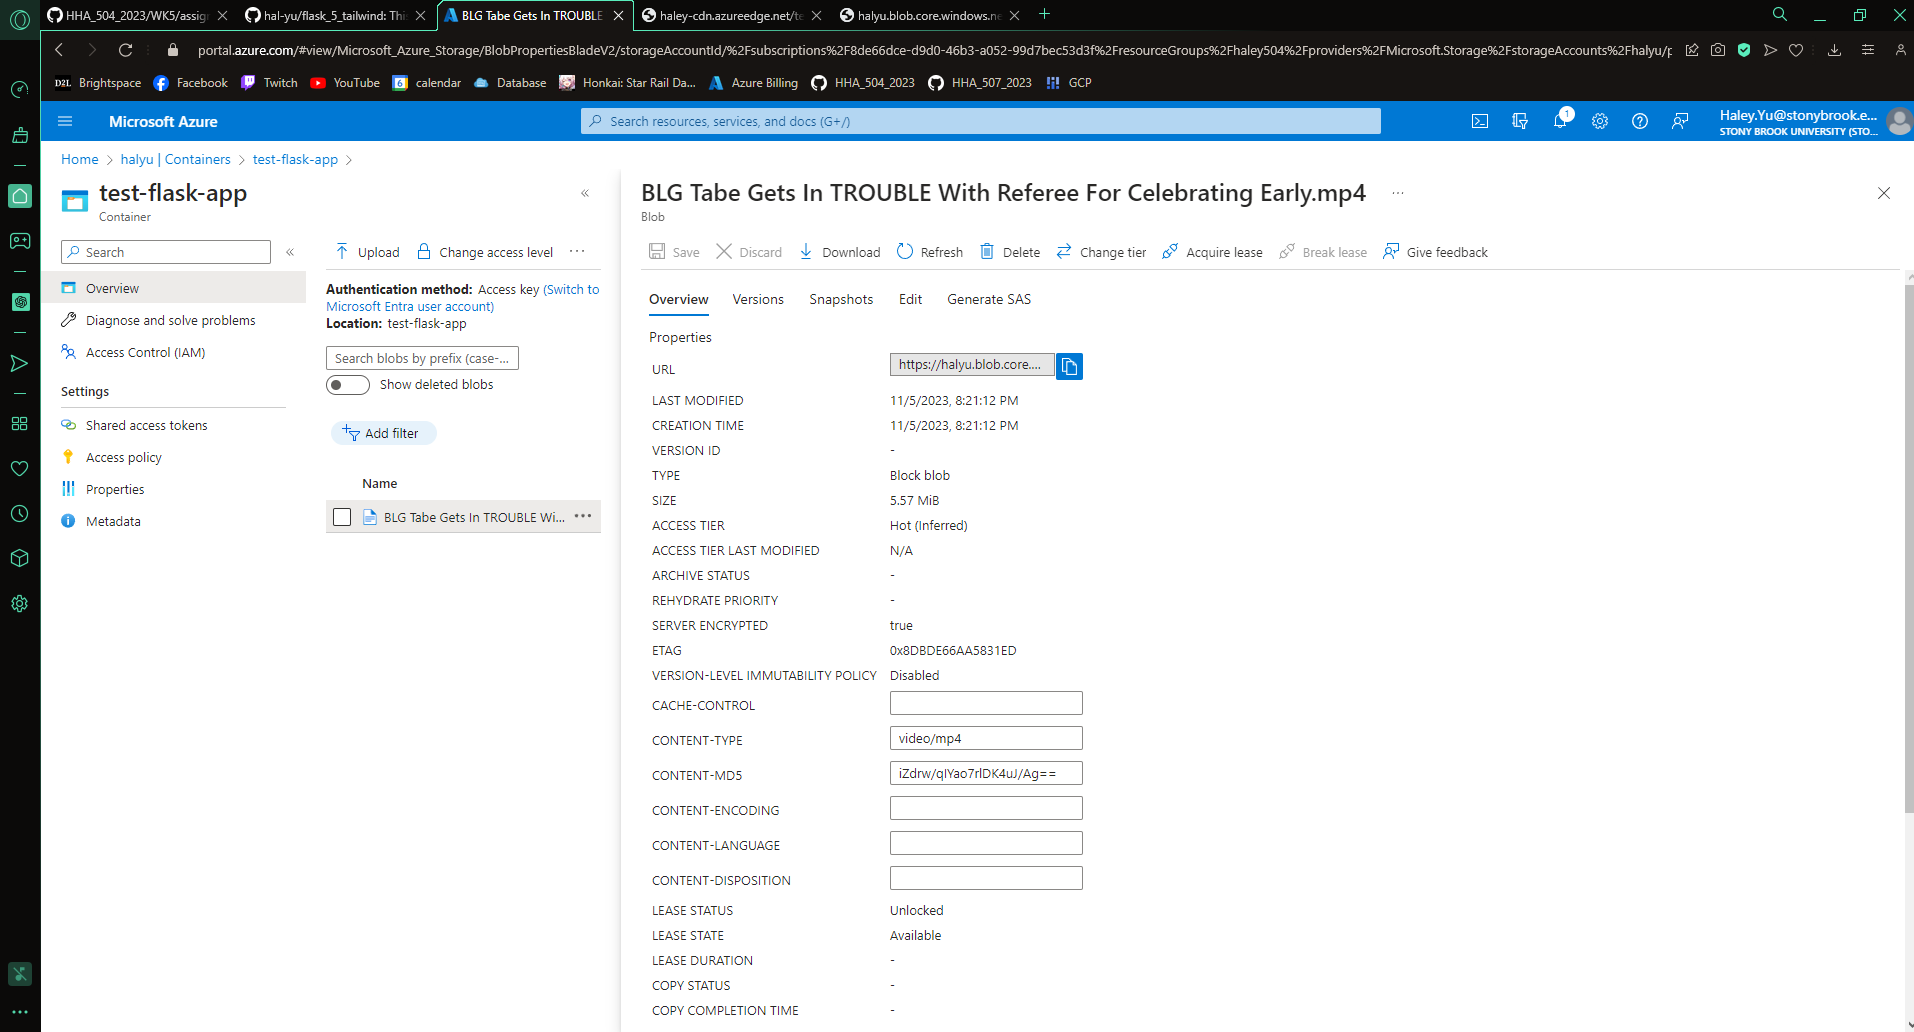 HHA_504_2023/WK5/assig
hal-yu/flask_5_tailwind: Thi
BLG Tabe Gets In TROUBLE
haley-cdn.azureedge.net/te
halyu.blob.core.windows.ne
portal.azure.com/#view/Microsoft_Azure_Storage/BlobPropertiesBladeV2/storageAccountId/%2Fsubscriptions%2F8de66dce-d9d0-46b3-a052-99d7bec53d3f%2FresourceGroups%2Fhaley504%2Fproviders%2FMicrosoft.Storage%2FstorageAccounts%2Fhalyu/p
D2L Brightspace Facebook Twitch YouTube 6 calendar Database Honkai: Star Rail Da... Azure Billing HHA_504_2023 HHA_507_2023 GCP
Microsoft Azure
Search resources, services, and docs (G+/)
1
Haley.Yu@stonybrook.e...
STONY BROOK UNIVERSITY (STO...
Home > halyu | Containers > test-flask-app >
test-flask-app
Container
Search
Overview
Diagnose and solve problems
Access Control (IAM)
Settings
Shared access tokens
Access policy
Properties
Metadata
Upload Change access level ...
Authentication method: Access key (Switch to
Microsoft Entra user account)
Location: test-flask-app
Search blobs by prefix (case-...
Show deleted blobs
Add filter
Name
BLG Tabe Gets In TROUBLE Wi... ...
BLG Tabe Gets In TROUBLE With Referee For Celebrating Early.mp4 ...
Blob
Save Discard Download Refresh Delete Change tier Acquire lease Break lease Give feedback
Overview Versions Snapshots Edit Generate SAS
Properties
URL https://halyu.blob.core....
LAST MODIFIED 11/5/2023, 8:21:12 PM
CREATION TIME 11/5/2023, 8:21:12 PM
VERSION ID -
TYPE Block blob
SIZE 5.57 MiB
ACCESS TIER Hot (Inferred)
ACCESS TIER LAST MODIFIED N/A
ARCHIVE STATUS -
REHYDRATE PRIORITY -
SERVER ENCRYPTED true
ETAG 0x8DBDE66AA5831ED
VERSION-LEVEL IMMUTABILITY POLICY Disabled
CACHE-CONTROL
CONTENT-TYPE video/mp4
CONTENT-MD5 iZdrw/qIYao7rlDK4uJ/Ag==
CONTENT-ENCODING
CONTENT-LANGUAGE
CONTENT-DISPOSITION
LEASE STATUS Unlocked
LEASE STATE Available
LEASE DURATION -
COPY STATUS -
COPY COMPLETION TIME -